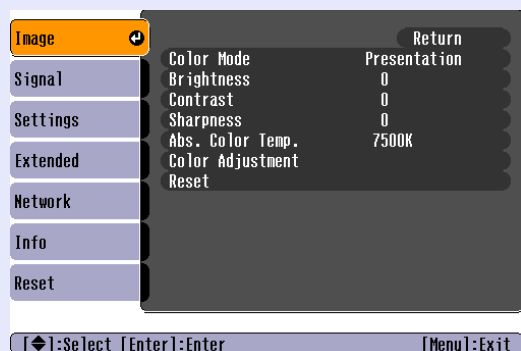 Image
Signal
Settings
Extended
Network
Info
Reset
Return
Color Mode Presentation
Brightness 0
Contrast 0
Sharpness 0
Abs. Color Temp. 7500K
Color Adjustment
Reset
[◆]:Select [Enter]:Enter [Menu]:Exit